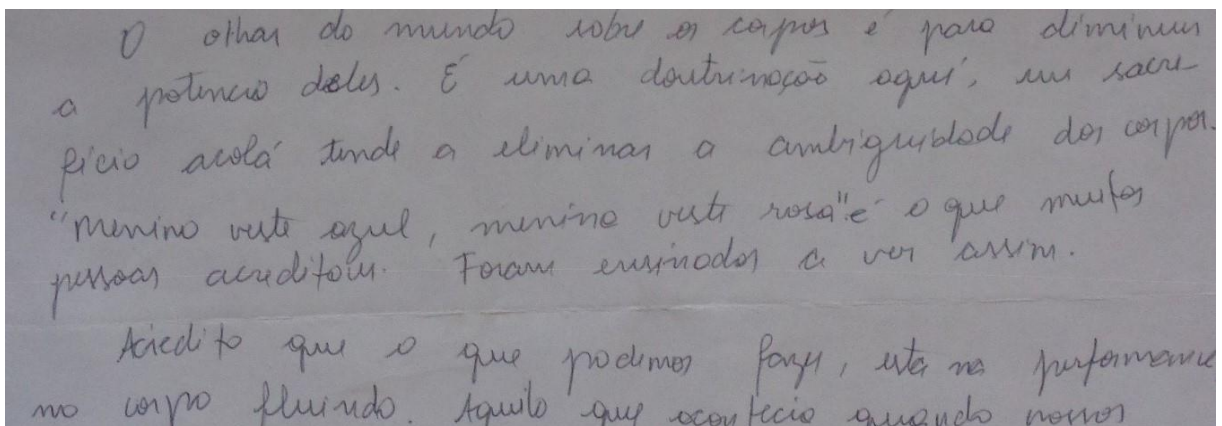 O olhar do mundo sobre os corpos é para diminuir
a potencia deles. É uma doutrinação aqui, um sacri-
fício acolá tende a eliminar a ambiguidade dos corpos.
"Menino veste azul, menina veste rosa" é o que muitas
pessoas acreditam. Foram ensinados a ver assim.
Acredito que o que podemos fazer, está na performance
no corpo fluindo. Aquilo que acontecia quando nossos